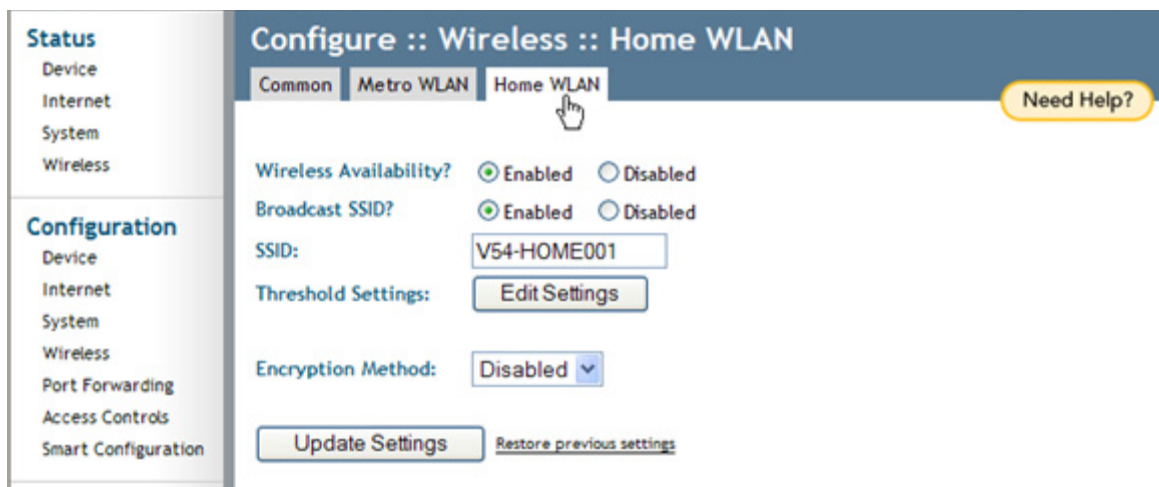 Status
Device
Internet
System
Wireless
Configuration
Device
Internet
System
Wireless
Port Forwarding
Access Controls
Smart Configuration
Configure :: Wireless :: Home WLAN
Common Metro WLAN Home WLAN
Need Help?
Wireless Availability? Enabled Disabled
Broadcast SSID? Enabled Disabled
SSID: V54-HOME001
Threshold Settings: Edit Settings
Encryption Method: Disabled
Update Settings Restore previous settings